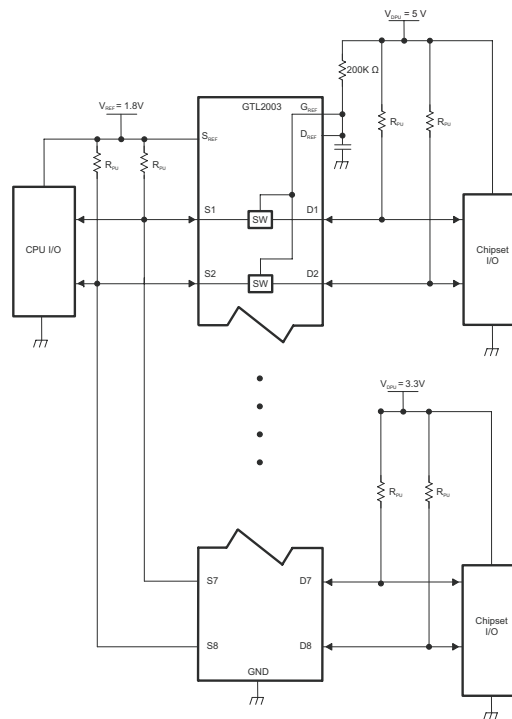 V_DPU = 5 V
200K Ω
GTL2003
G_REF
R_PU
R_PU
V_REF = 1.8V
D_REF
S_REF
R_PU
R_PU
S1
D1
SW
CPU I/O
Chipset
I/O
S2
D2
SW
V_DPU = 3.3V
R_PU
R_PU
S7
D7
Chipset
I/O
S8
D8
GND